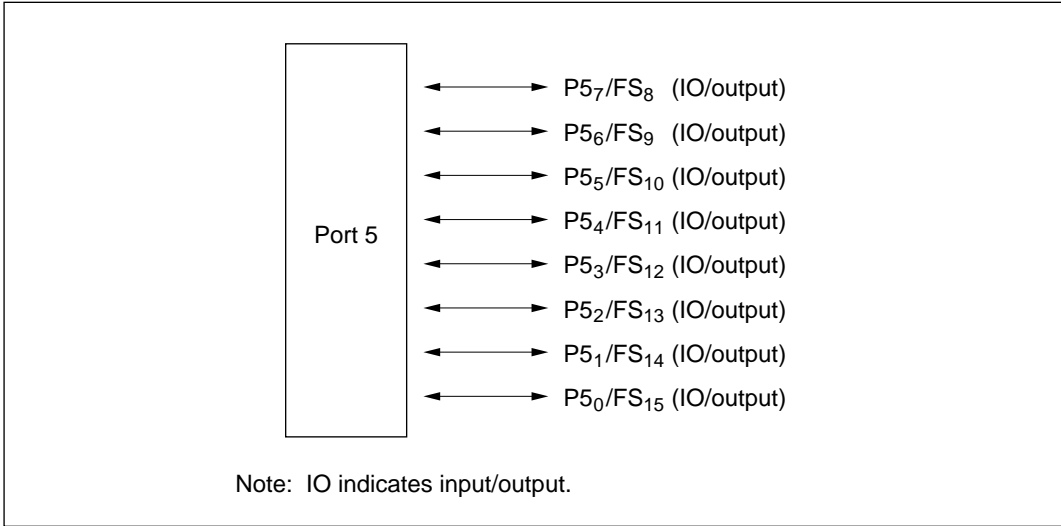 P5₇/FS₈ (IO/output)
P5₆/FS₉ (IO/output)
P5₅/FS₁₀ (IO/output)
P5₄/FS₁₁ (IO/output)
Port 5
P5₃/FS₁₂ (IO/output)
P5₂/FS₁₃ (IO/output)
P5₁/FS₁₄ (IO/output)
P5₀/FS₁₅ (IO/output)
Note: IO indicates input/output.